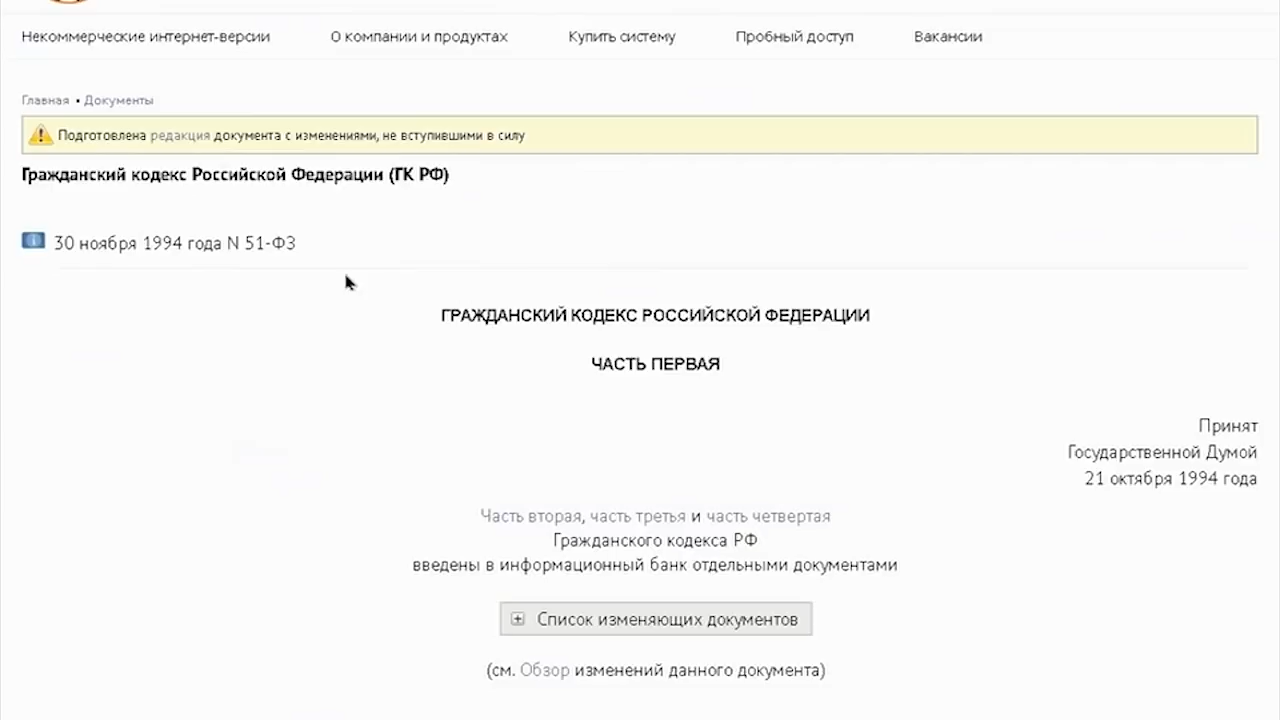 Некоммерческие интернет-версии О компании и продуктах Купить систему Пробный доступ Вакансии
Главная • Документы
Подготовлена редакция документа с изменениями, не вступившими в силу
Гражданский кодекс Российской Федерации (ГК РФ)
30 ноября 1994 года N 51-ФЗ
ГРАЖДАНСКИЙ КОДЕКС РОССИЙСКОЙ ФЕДЕРАЦИИ
ЧАСТЬ ПЕРВАЯ
Принят
Государственной Думой
21 октября 1994 года
Часть вторая, часть третья и часть четвертая
Гражданского кодекса РФ
введены в информационный банк отдельными документами
Список изменяющих документов
(см. Обзор изменений данного документа)